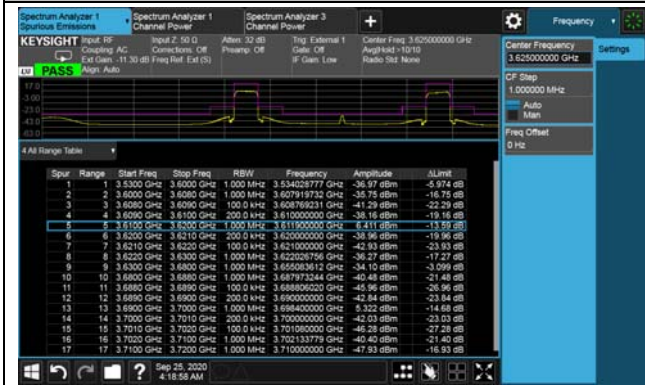 Spectrum Analyzer 1
Spurious Emissions
Spectrum Analyzer 1
Channel Power
Spectrum Analyzer 3
Channel Power
+
Frequency
KEYSIGHT
Input: RF
Coupling: AC
Ext Gain: -11.30 dB
Align: Auto
Input Z: 50 Ω
Corrections: Off
Freq Ref: Ext (S)
Atten: 32 dB
Preamp: Off
Trig: External 1
Gate: Off
IF Gain: Low
Center Freq: 3.625000000 GHz
Avg|Hold >10/10
Radio Std: None
LM PASS
Center Frequency
3.625000000 GHz
Settings
CF Step
1.000000 MHz
Auto
Man
Freq Offset
0 Hz
17.0
-3.00
-23.0
-43.0
-63.0
4 All Range Table
Spur Range Start Freq Stop Freq RBW Frequency Amplitude ΔLimit
1 1 3.5300 GHz 3.6000 GHz 1.000 MHz 3.534028777 GHz -36.97 dBm -5.974 dB
2 2 3.6000 GHz 3.6080 GHz 1.000 MHz 3.607919732 GHz -35.75 dBm -16.75 dB
3 3 3.6080 GHz 3.6090 GHz 100.0 kHz 3.608769231 GHz -41.29 dBm -22.29 dB
4 4 3.6090 GHz 3.6100 GHz 200.0 kHz 3.610000000 GHz -38.16 dBm -19.16 dB
5 5 3.6100 GHz 3.6200 GHz 1.000 MHz 3.611900000 GHz 6.411 dBm -13.59 dB
6 6 3.6200 GHz 3.6210 GHz 200.0 kHz 3.620000000 GHz -38.96 dBm -19.96 dB
7 7 3.6210 GHz 3.6220 GHz 100.0 kHz 3.621000000 GHz -42.93 dBm -23.93 dB
8 8 3.6220 GHz 3.6300 GHz 1.000 MHz 3.622026756 GHz -36.27 dBm -17.27 dB
9 9 3.6300 GHz 3.6800 GHz 1.000 MHz 3.655083612 GHz -34.10 dBm -3.099 dB
10 10 3.6800 GHz 3.6880 GHz 1.000 MHz 3.687973244 GHz -40.48 dBm -21.48 dB
11 11 3.6880 GHz 3.6890 GHz 100.0 kHz 3.688806020 GHz -45.96 dBm -26.96 dB
12 12 3.6890 GHz 3.6900 GHz 200.0 kHz 3.690000000 GHz -42.84 dBm -23.84 dB
13 13 3.6900 GHz 3.7000 GHz 1.000 MHz 3.698400000 GHz 5.322 dBm -14.68 dB
14 14 3.7000 GHz 3.7010 GHz 200.0 kHz 3.700000000 GHz -42.03 dBm -23.03 dB
15 15 3.7010 GHz 3.7020 GHz 100.0 kHz 3.701080000 GHz -46.28 dBm -27.28 dB
16 16 3.7020 GHz 3.7100 GHz 1.000 MHz 3.702133779 GHz -40.40 dBm -21.40 dB
17 17 3.7100 GHz 3.7200 GHz 1.000 MHz 3.710000000 GHz -47.93 dBm -16.93 dB
?
Sep 25, 2020
4:18:58 AM